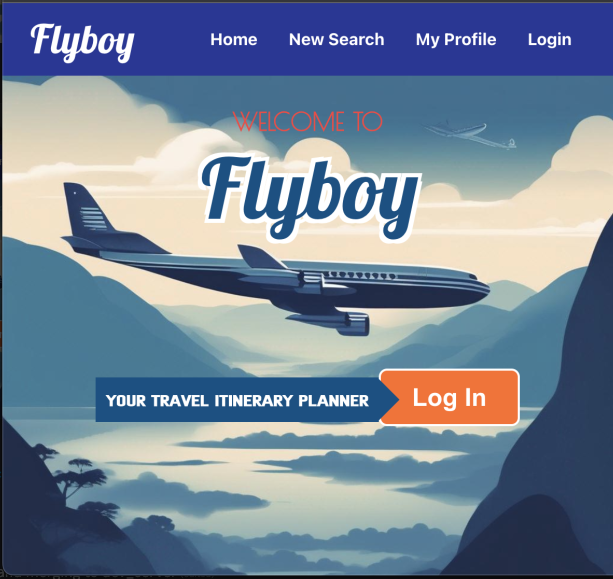 Flyboy Home New Search My Profile Login
WELCOME TO
Flyboy
YOUR TRAVEL ITINERARY PLANNER Log In